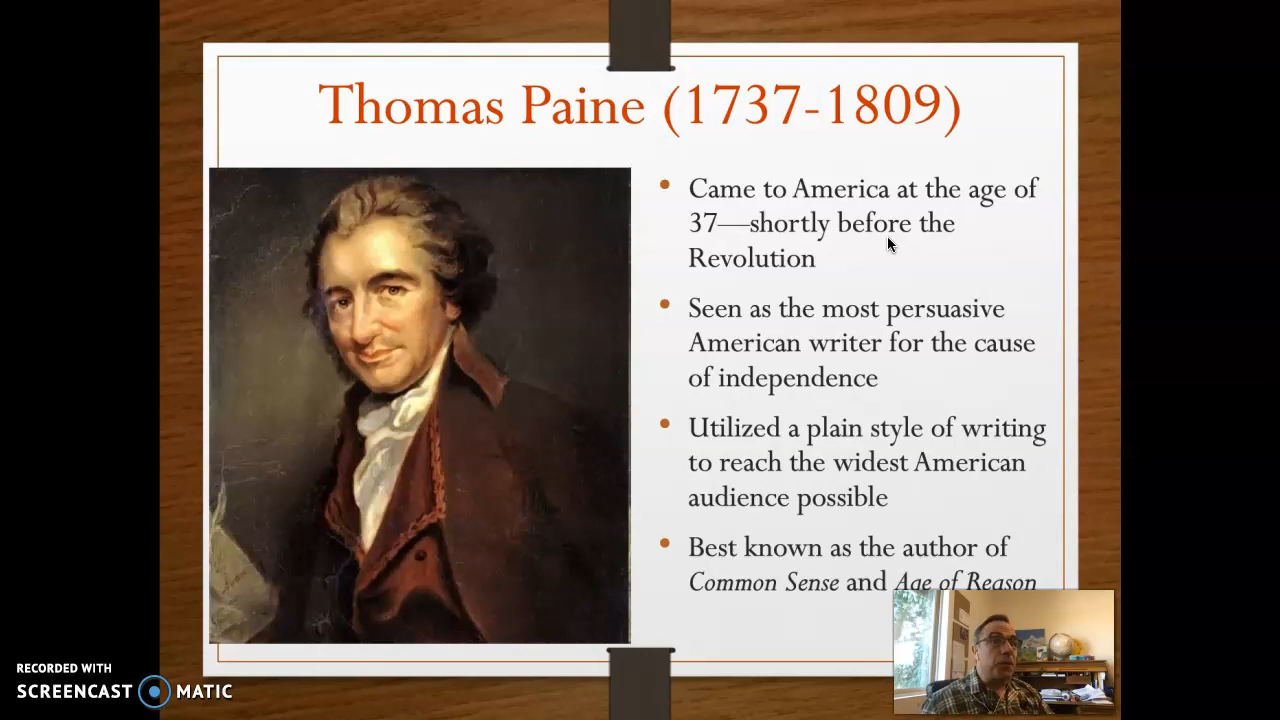 Thomas Paine (1737-1809)
• Came to America at the age of
37—shortly before the
Revolution
• Seen as the most persuasive
American writer for the cause
of independence
• Utilized a plain style of writing
to reach the widest American
audience possible
• Best known as the author of
Common Sense and Age of Reason
RECORDED WITH
SCREENCAST MATIC